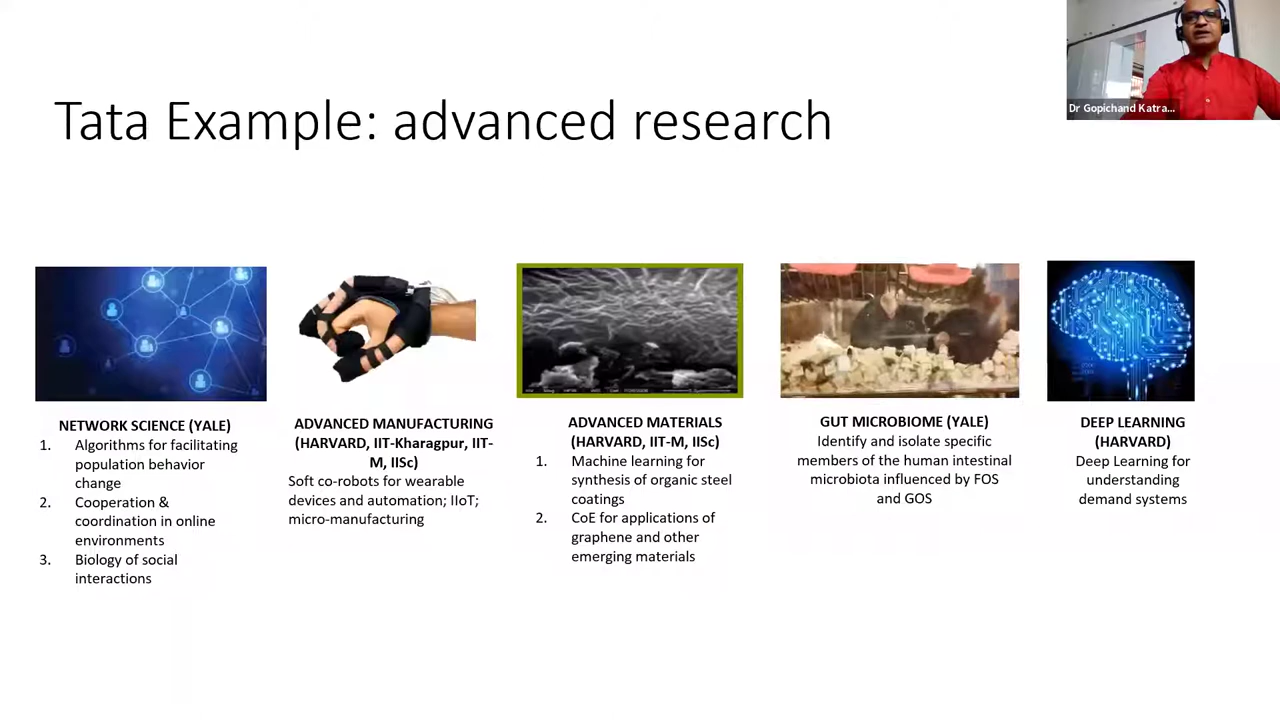 Dr Gopichand Katra...
Tata Example: advanced research
NETWORK SCIENCE (YALE)
1. Algorithms for facilitating
population behavior
change
2. Cooperation &
coordination in online
environments
3. Biology of social
interactions
ADVANCED MANUFACTURING
(HARVARD, IIT-Kharagpur, IIT-
M, IISc)
Soft co-robots for wearable
devices and automation; IIoT;
micro-manufacturing
ADVANCED MATERIALS
(HARVARD, IIT-M, IISc)
1. Machine learning for
synthesis of organic steel
coatings
2. CoE for applications of
graphene and other
emerging materials
GUT MICROBIOME (YALE)
Identify and isolate specific
members of the human intestinal
microbiota influenced by FOS
and GOS
DEEP LEARNING
(HARVARD)
Deep Learning for
understanding
demand systems